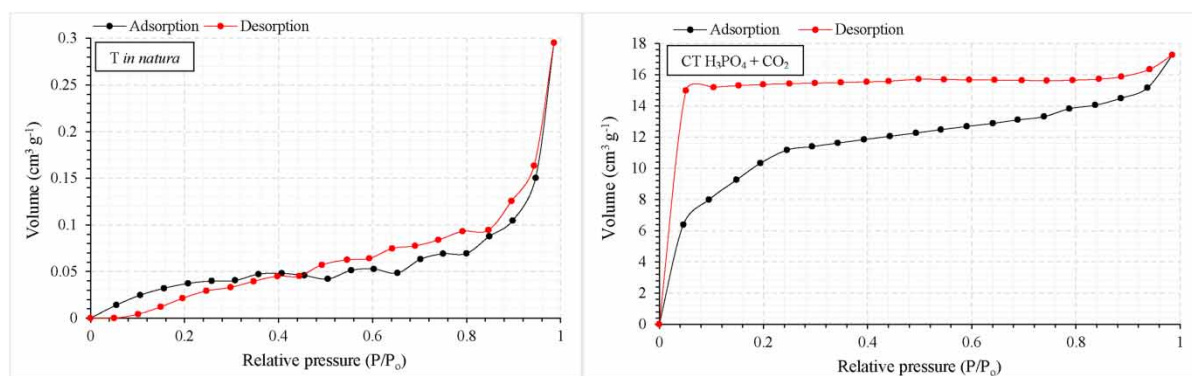 Adsorption Desorption
T in natura
0.3
0.25
0.2
0.15
0.1
0.05
0
0 0.2 0.4 0.6 0.8 1
Volume (cm³ g⁻¹)
Relative pressure (P/Pₒ)
Adsorption Desorption
CT H₃PO₄ + CO₂
18
16
14
12
10
8
6
4
2
0
0 0.2 0.4 0.6 0.8 1
Volume (cm³ g⁻¹)
Relative pressure (P/Pₒ)